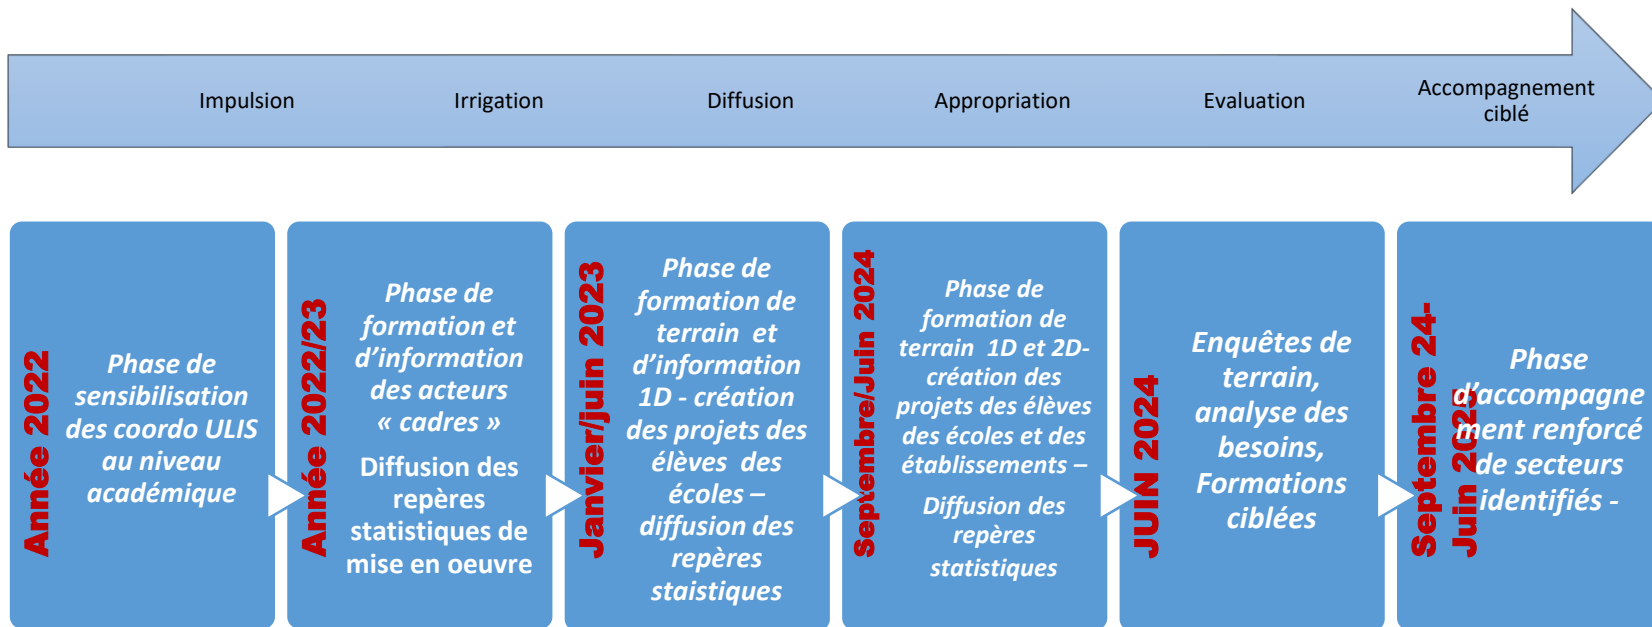 Impulsion
Irrigation
Diffusion
Appropriation
Evaluation
Accompagnement
ciblé
Année 2022
Phase de
sensibilisation
des coordo ULIS
au niveau
académique
Année 2022/23
Phase de
formation et
d’information
des acteurs
« cadres »
Diffusion des
repères
statistiques de
mise en oeuvre
Janvier/juin 2023
Phase de
formation de
terrain et
d’information
1D - création
des projets des
élèves des
écoles –
diffusion des
repères
staistiques
Septembre/Juin 2024
Phase de
formation de
terrain 1D et 2D-
création des
projets des élèves
des écoles et des
établissements –
Diffusion des
repères
statistiques
JUIN 2024
Enquêtes de
terrain,
analyse des
besoins,
Formations
ciblées
Septembre 24-
Juin 2025
Phase
d’accompagne
ment renforcé
de secteurs
identifiés -